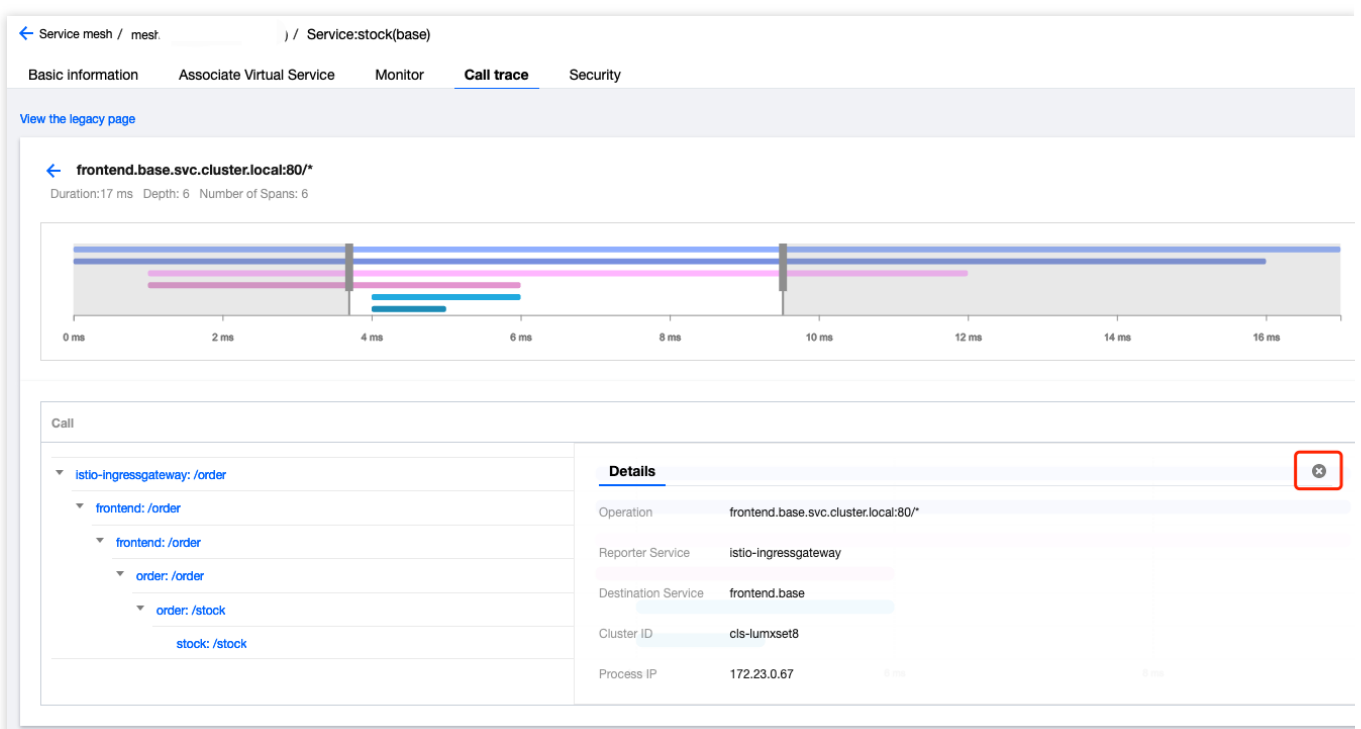 Service mesh / mesh ) / Service:stock(base)
Basic information Associate Virtual Service Monitor Call trace Security
View the legacy page
frontend.base.svc.cluster.local:80/*
Duration:17 ms Depth: 6 Number of Spans: 6
0 ms 2 ms 4 ms 6 ms 8 ms 10 ms 12 ms 14 ms 16 ms
Call
istio-ingressgateway: /order
frontend: /order
frontend: /order
order: /order
order: /stock
stock: /stock
Details
Operation frontend.base.svc.cluster.local:80/*
Reporter Service istio-ingressgateway
Destination Service frontend.base
Cluster ID cls-lumxset8
Process IP 172.23.0.67